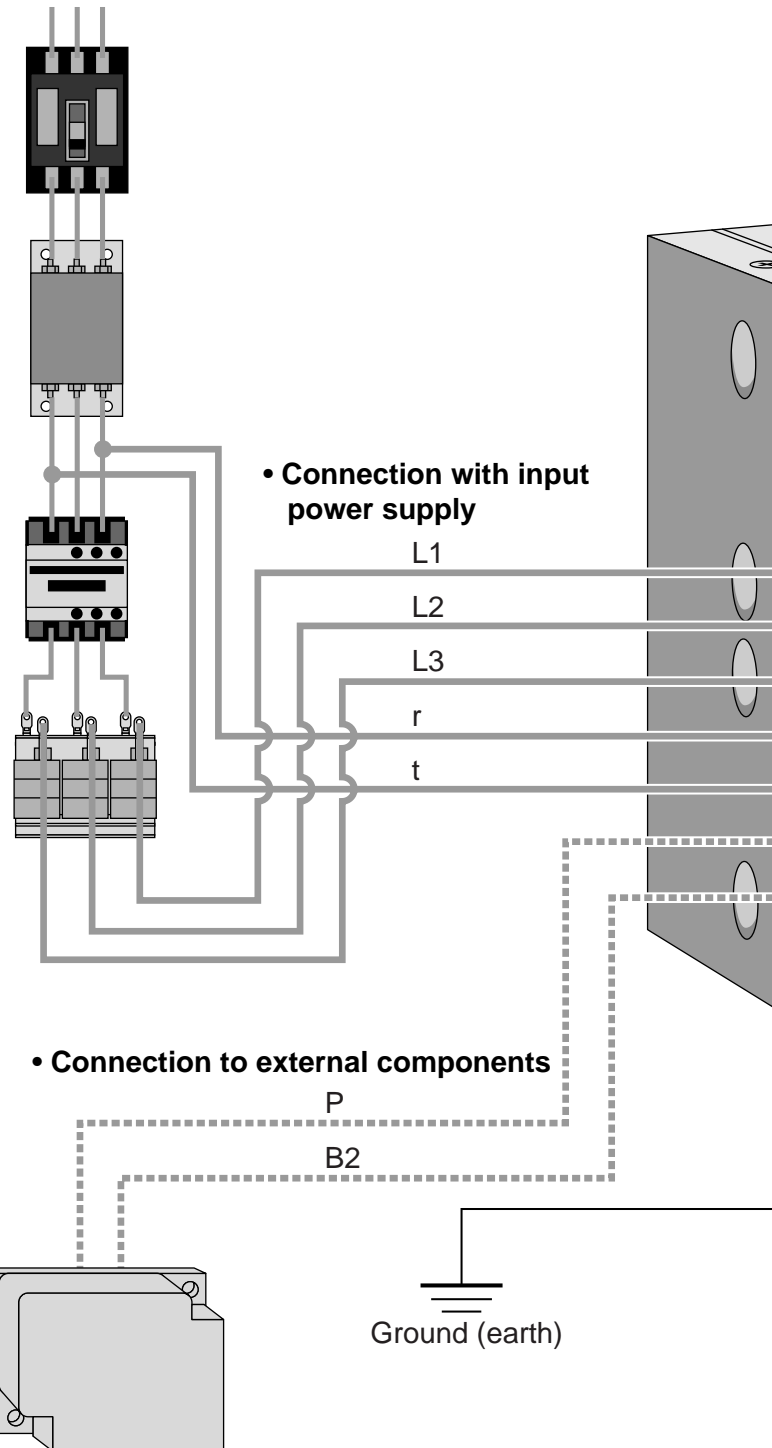 • Connection with input
power supply
L1
L2
L3
r
t
• Connection to external components
P
B2
Ground (earth)